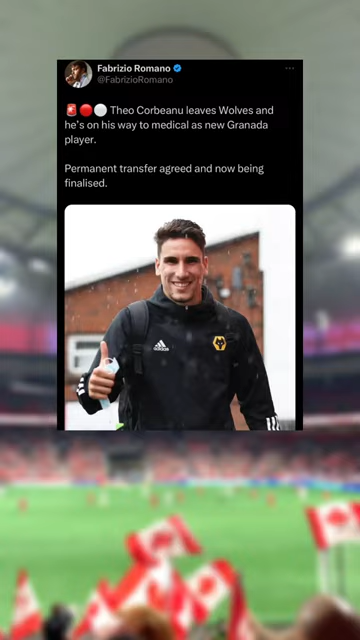 Fabrizio Romano
@FabrizioRomano
🚨🔴⚪ Theo Corbeanu leaves Wolves and
he's on his way to medical as new Granada
player.
Permanent transfer agreed and now being
finalised.
adidas